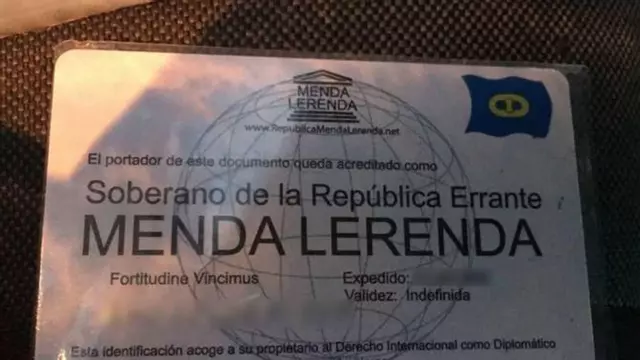 MENDA
LERENDA
www.RepublicaMendaLerenda.net
El portador de este documento queda acreditado como
Soberano de la República Errante
MENDA LERENDA
Fortitudine Vincimus
Expedido:
Validez: Indefinida
Esta identificación acoge a su propietario al Derecho Internacional como Diplomático